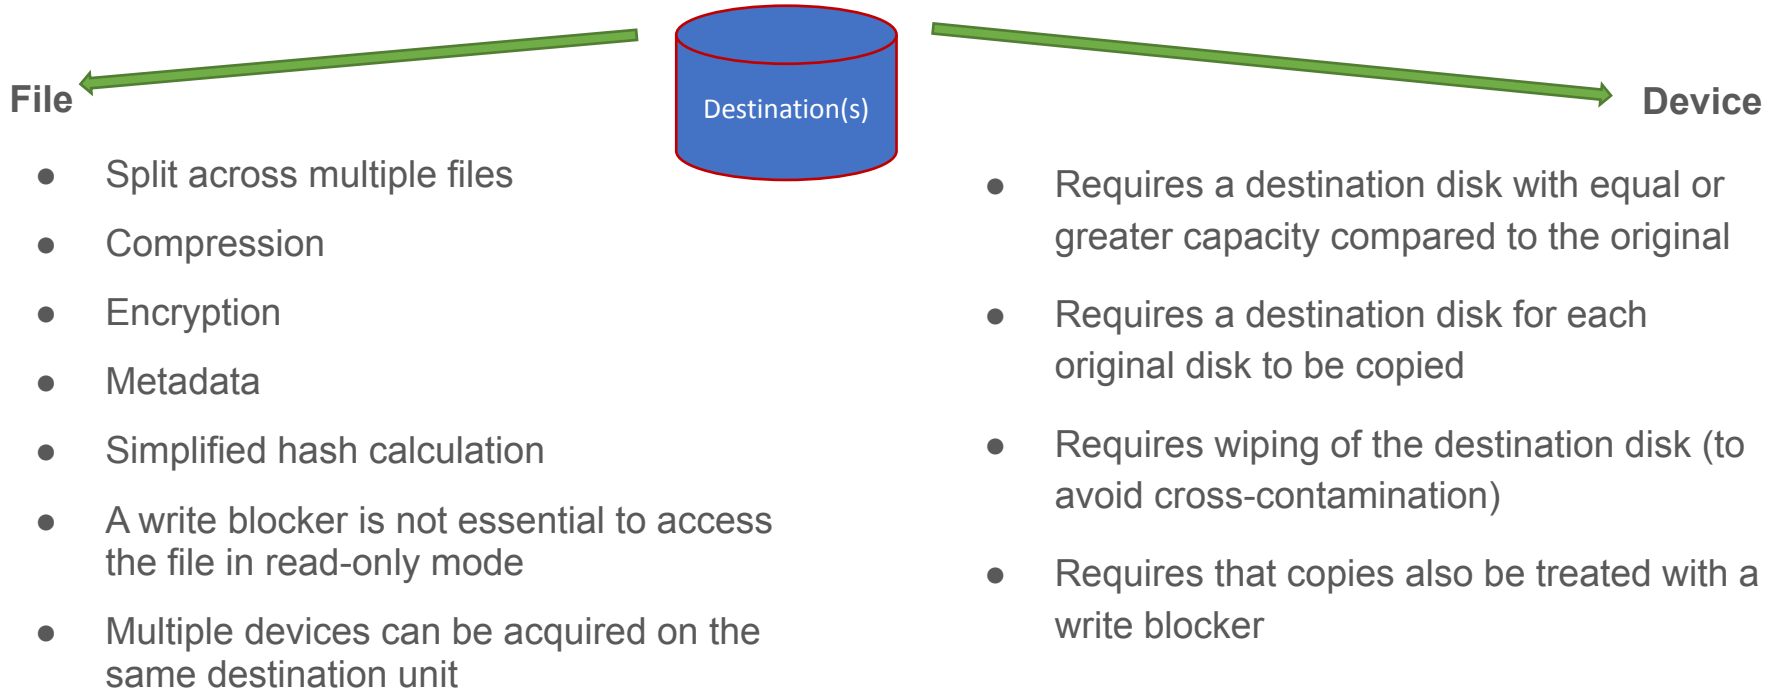 Destination(s)
File
● Split across multiple files
● Compression
● Encryption
● Metadata
● Simplified hash calculation
● A write blocker is not essential to access
the file in read-only mode
● Multiple devices can be acquired on the
same destination unit
Device
● Requires a destination disk with equal or
greater capacity compared to the original
● Requires a destination disk for each
original disk to be copied
● Requires wiping of the destination disk (to
avoid cross-contamination)
● Requires that copies also be treated with a
write blocker